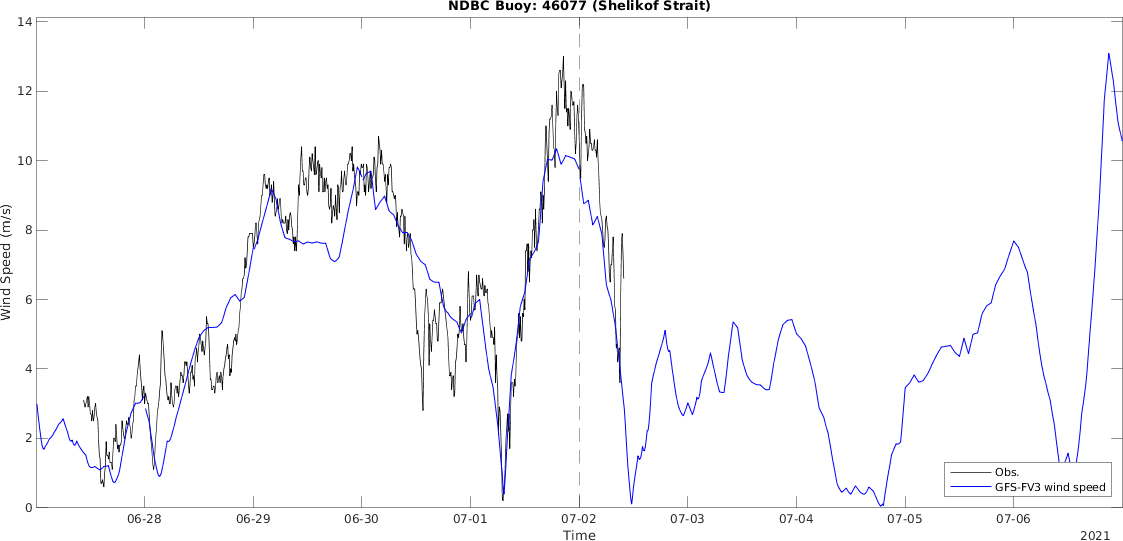 NDBC Buoy: 46077 (Shelikof Strait)
14
12
10
8
6
4
2
0
Wind Speed (m/s)
Obs.
GFS-FV3 wind speed
06-28 06-29 06-30 07-01 07-02 07-03 07-04 07-05 07-06
Time
2021